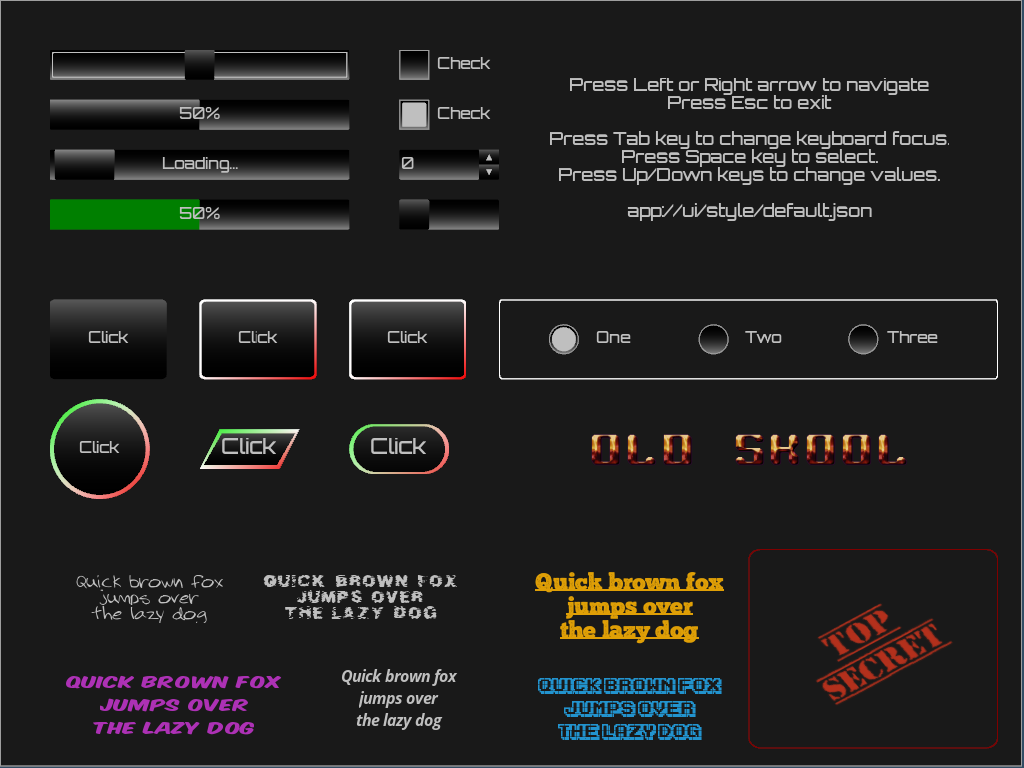 Check
50%
Check
Loading...
0
50%
Press Left or Right arrow to navigate
Press Esc to exit
Press Tab key to change keyboard focus.
Press Space key to select.
Press Up/Down keys to change values.
app://ui/style/default.json
Click
Click
Click
One
Two
Three
Click
Click
Click
OLD SKOOL
Quick brown fox
jumps over
the lazy dog
QUICK BROWN FOX
JUMPS OVER
THE LAZY DOG
Quick brown fox
jumps over
the lazy dog
TOP
SECRET
QUICK BROWN FOX
JUMPS OVER
THE LAZY DOG
Quick brown fox
jumps over
the lazy dog
QUICK BROWN FOX
JUMPS OVER
THE LAZY DOG